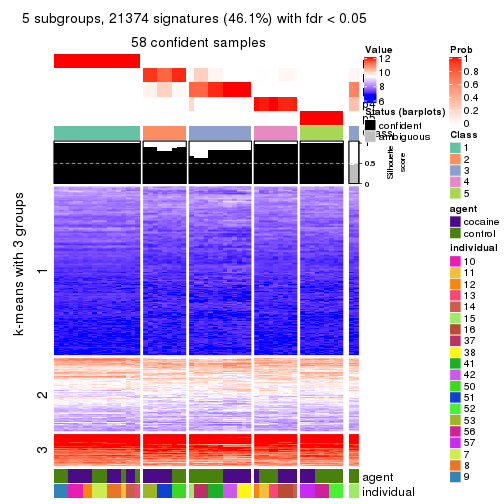 5 subgroups, 21374 signatures (46.1%) with fdr < 0.05
58 confident samples
k-means with 3 groups
1
2
3
1
0.5
0
Silhouette
score
agent
individual
Value
12
10
8
6
Status (barplots)
confident
ambiguous
Prob
1
0.8
0.6
0.4
0.2
0
Class
1
2
3
4
5
agent
cocaine
control
individual
10
11
12
13
14
15
16
37
38
41
42
50
51
52
53
56
57
7
8
9